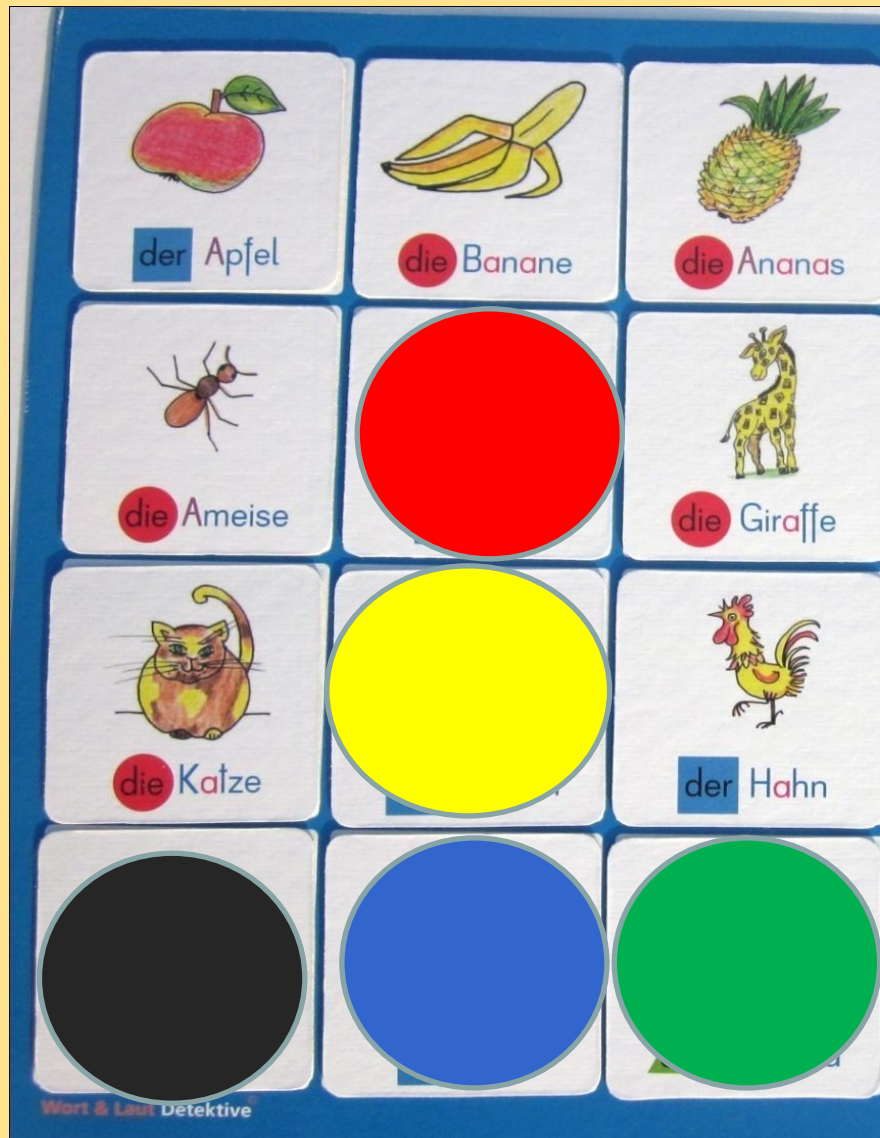 der Apfel
die Banane
die Ananas
die Ameise
die Giraffe
die Katze
der Hahn
Wort & Laut Detektive